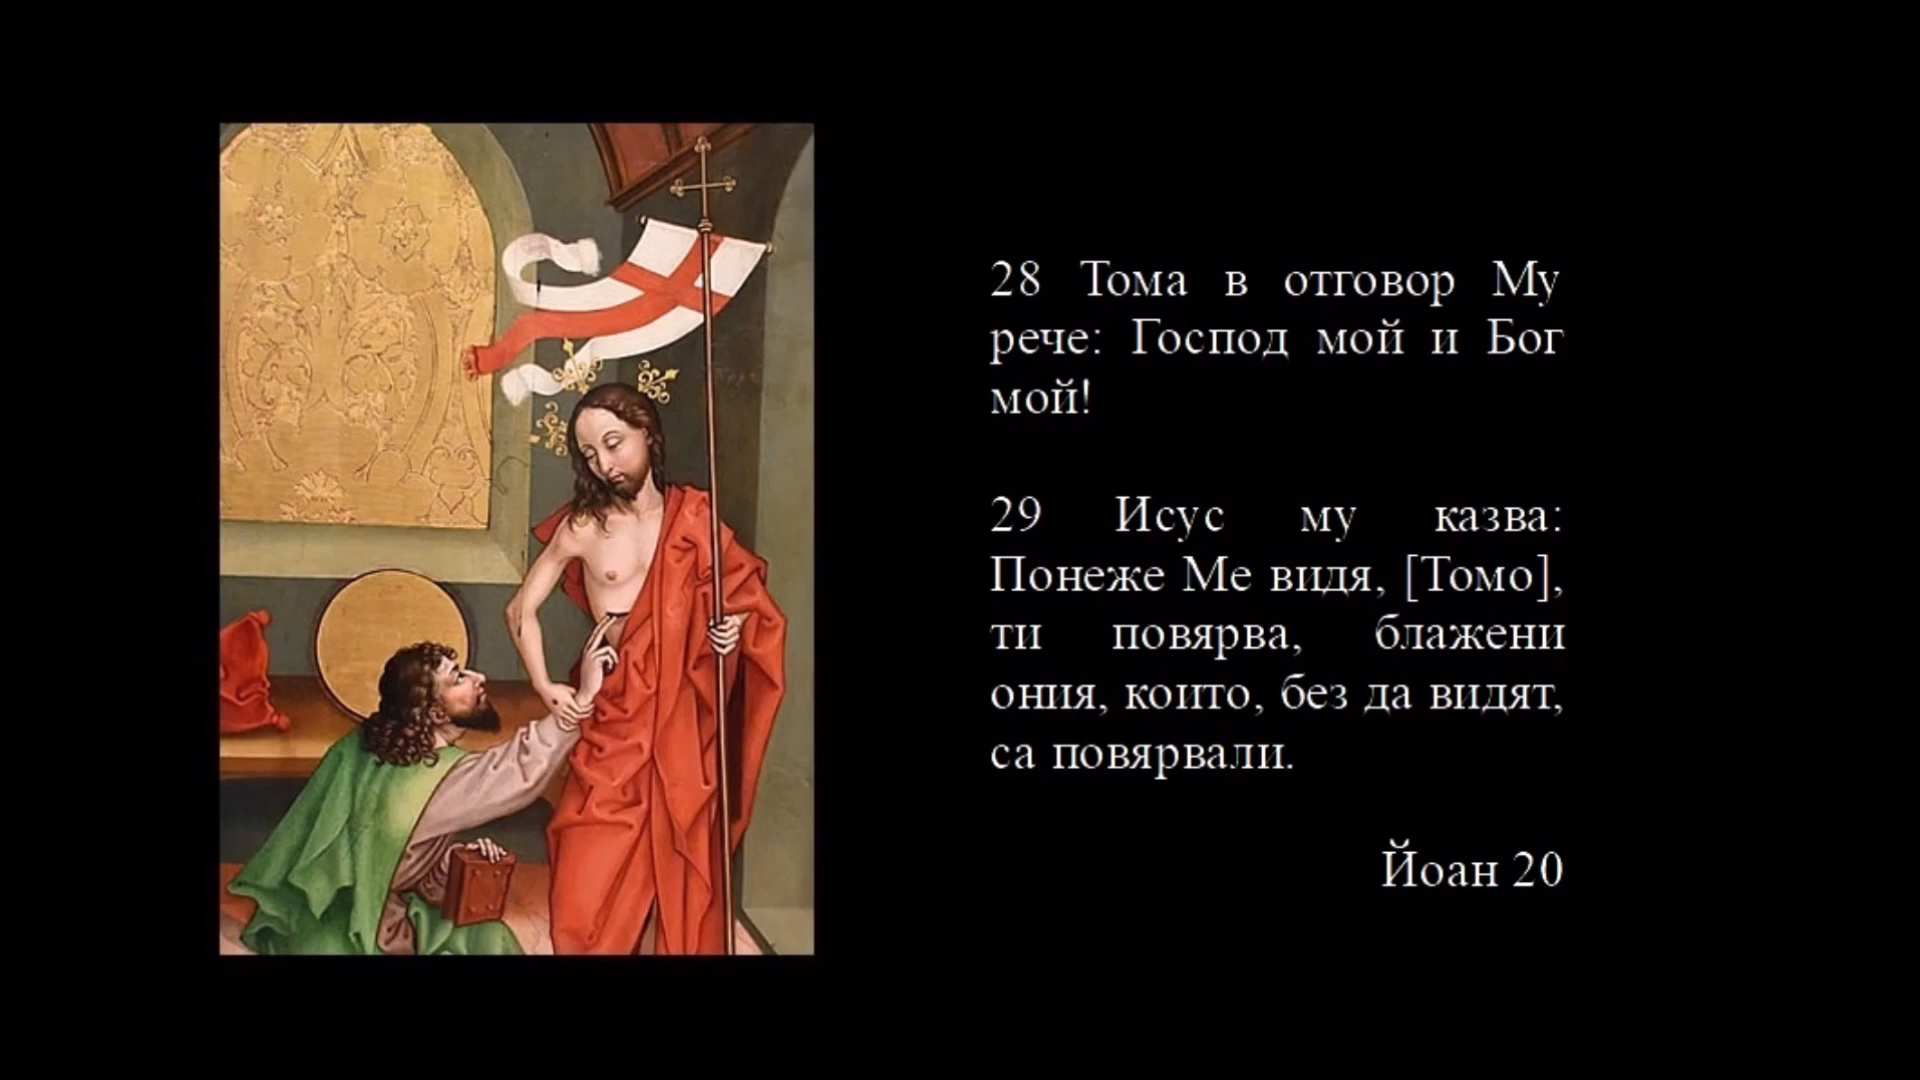 28 Тома в отговор Му
рече: Господ мой и Бог
мой!
29 Исус му казва:
Понеже Ме видя, [Томо],
ти повярва, блажени
ония, които, без да видят,
са повярвали.
Йоан 20